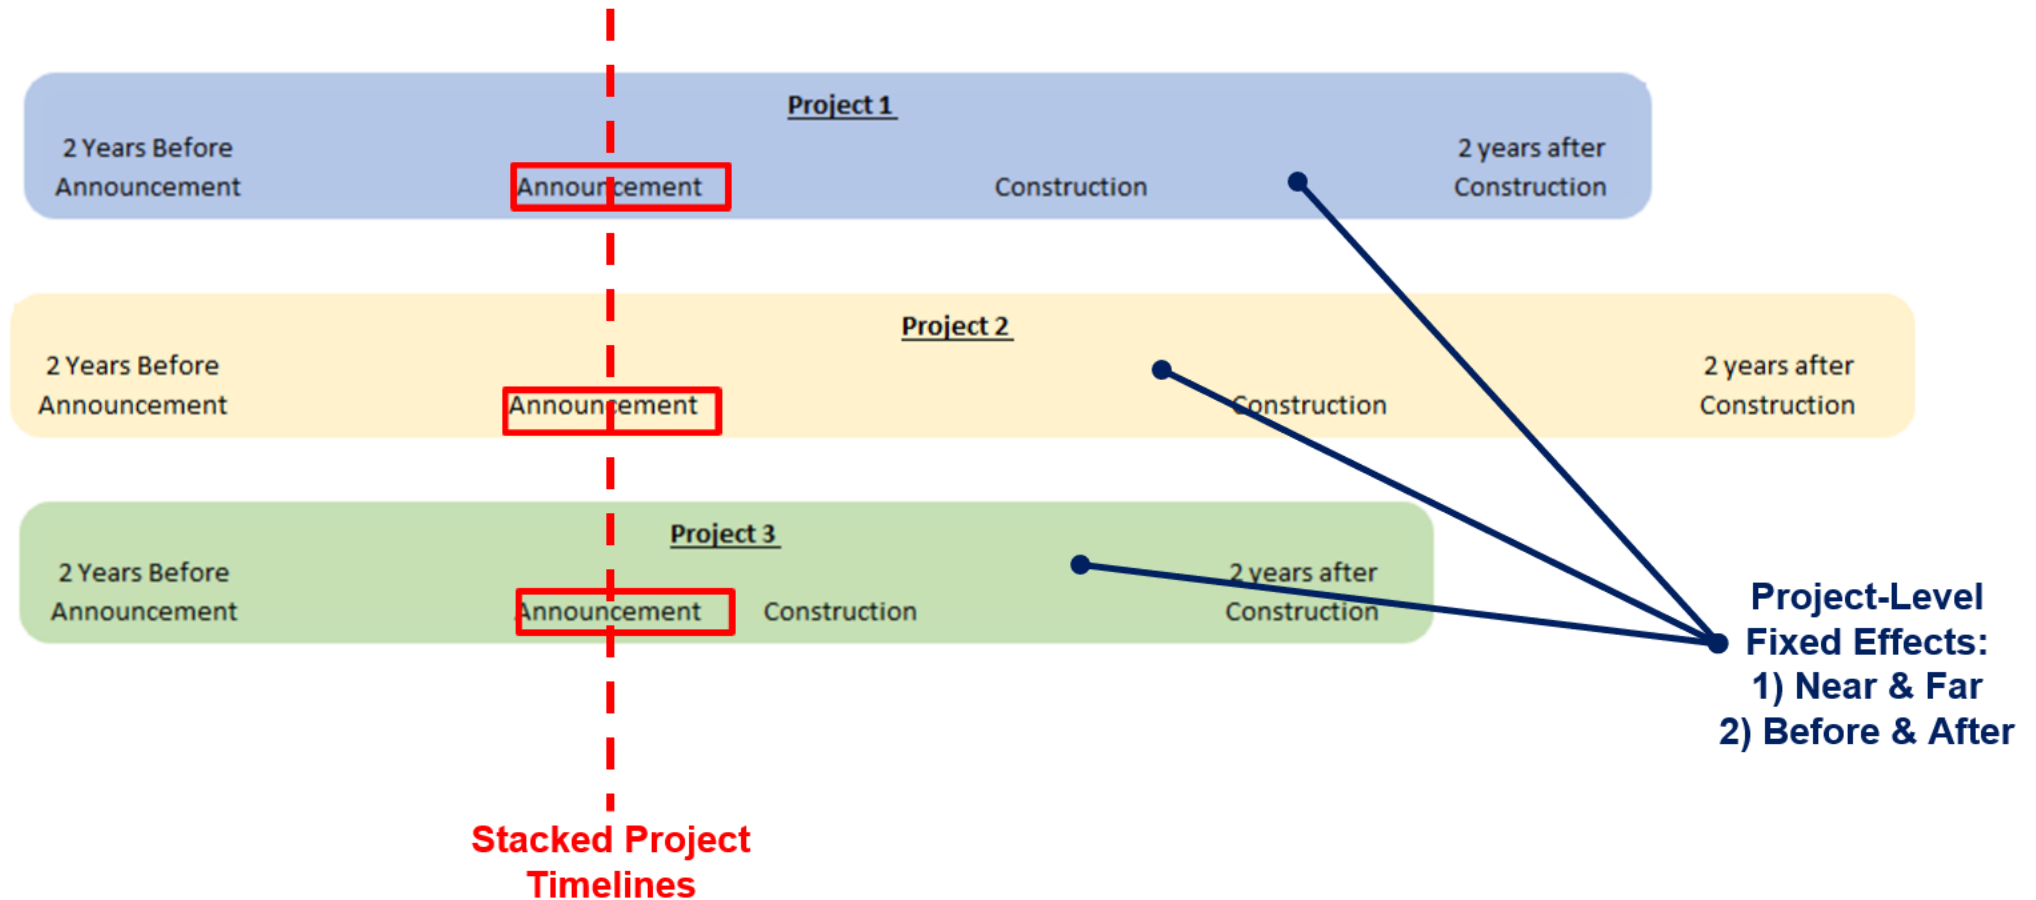 Project 1
2 Years Before
Announcement
Announcement
Construction
2 years after
Construction
Project 2
2 Years Before
Announcement
Announcement
Construction
2 years after
Construction
Project 3
2 Years Before
Announcement
Announcement
Construction
2 years after
Construction
Project-Level
Fixed Effects:
1) Near & Far
2) Before & After
Stacked Project
Timelines